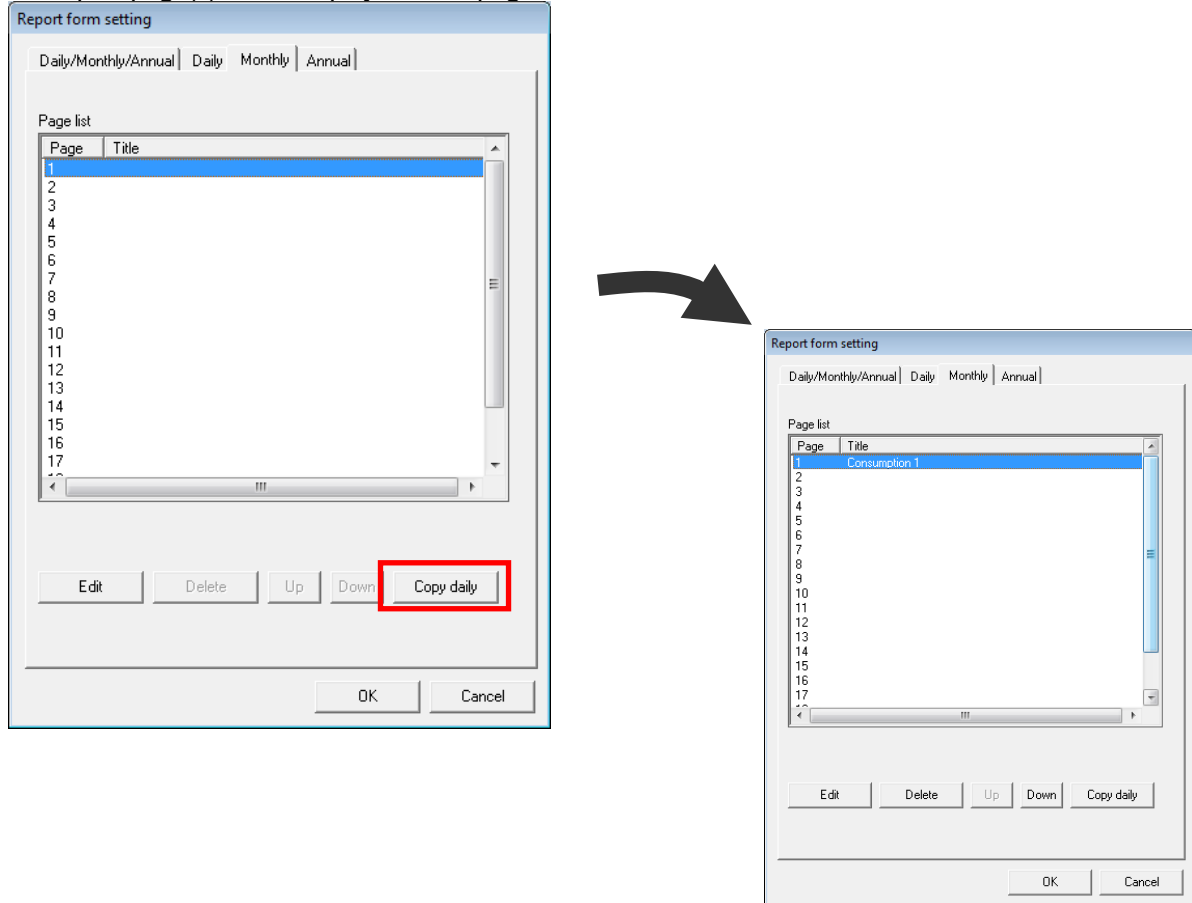 Report form setting
Daily/Monthly/Annual Daily Monthly Annual
Page list
Page Title
1
2
3
4
5
6
7
8
9
10
11
12
13
14
15
16
17
Edit Delete Up Down Copy daily
OK Cancel
Report form setting
Daily/Monthly/Annual Daily Monthly Annual
Page list
Page Title
1 Consumption 1
2
3
4
5
6
7
8
9
10
11
12
13
14
15
16
17
Edit Delete Up Down Copy daily
OK Cancel